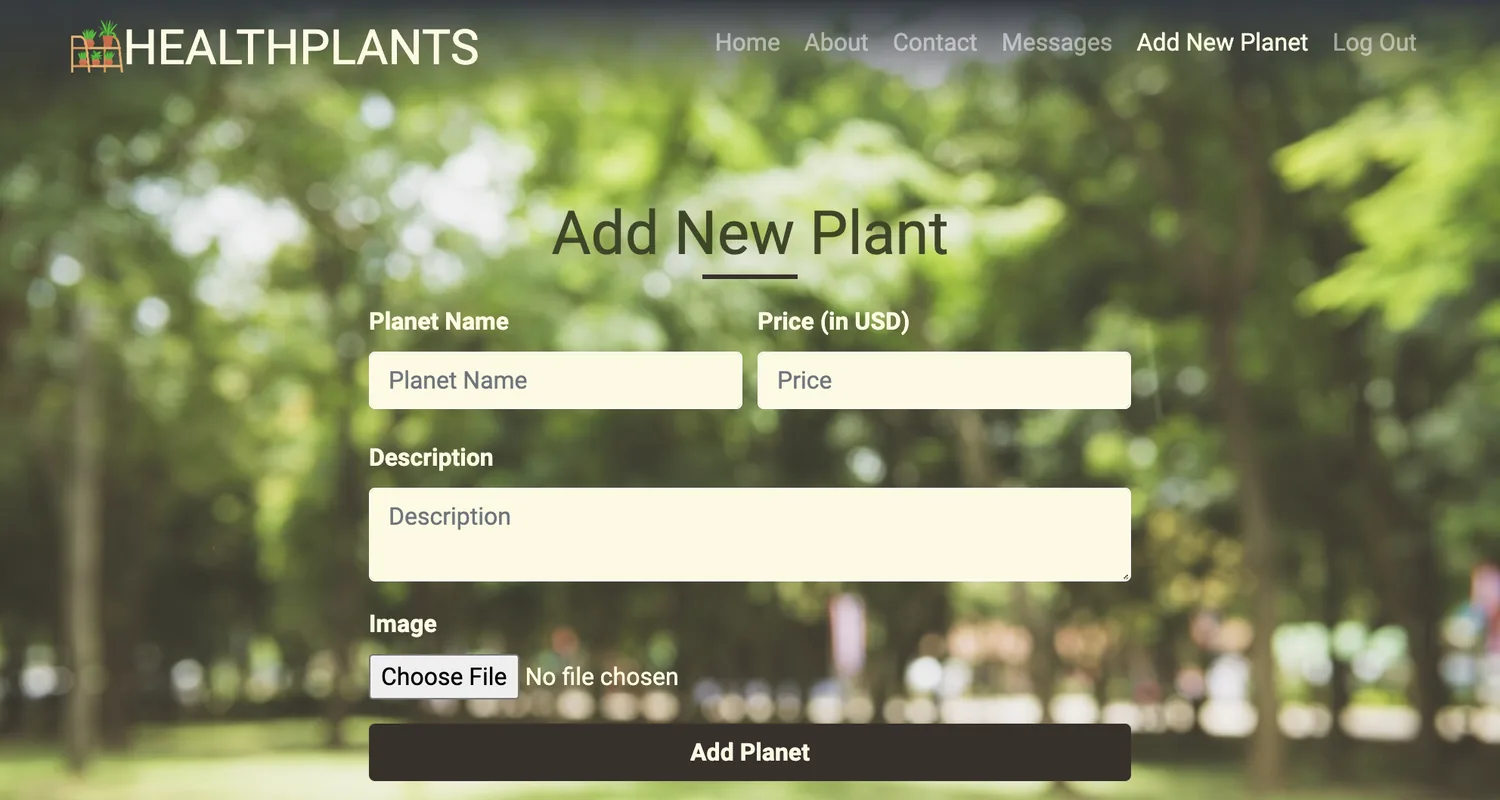 HEALTHPLANTS
Home About Contact Messages Add New Planet Log Out
Add New Plant
Planet Name Price (in USD)
Planet Name Price
Description
Description
Image
Choose File No file chosen
Add Planet